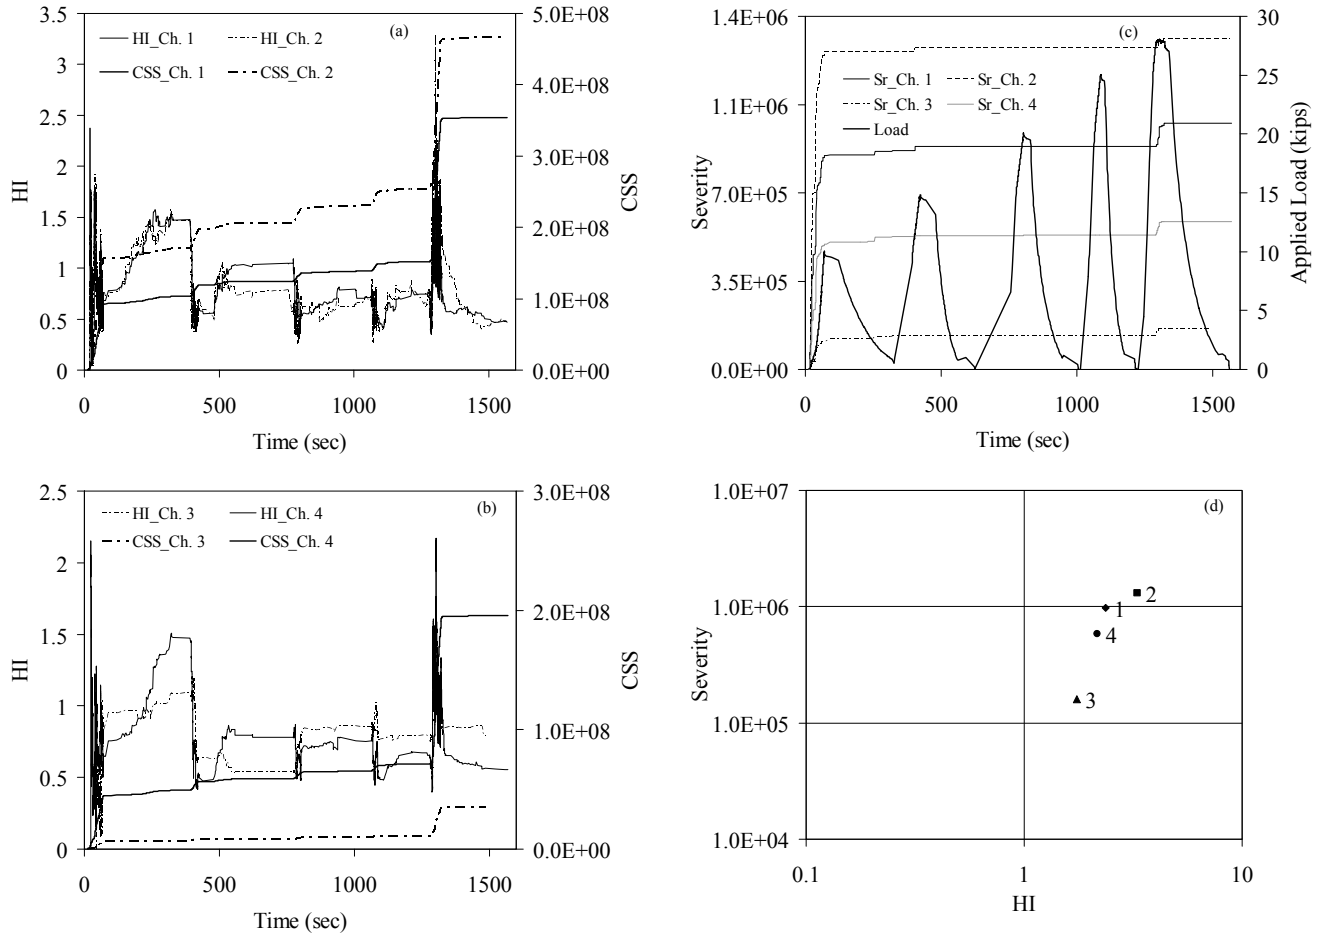 (a)
HI_Ch. 1
HI_Ch. 2
CSS_Ch. 1
CSS_Ch. 2
3.5
3
2.5
2
1.5
1
0.5
0
HI
5.0E+08
4.0E+08
3.0E+08
2.0E+08
1.0E+08
0.0E+00
CSS
0
500
1000
1500
Time (sec)
(c)
Sr_Ch. 1
Sr_Ch. 2
Sr_Ch. 3
Sr_Ch. 4
Load
1.4E+06
1.1E+06
7.0E+05
3.5E+05
0.0E+00
Severity
30
25
20
15
10
5
0
Applied Load (kips)
0
500
1000
1500
Time (sec)
(b)
HI_Ch. 3
HI_Ch. 4
CSS_Ch. 3
CSS_Ch. 4
2.5
2
1.5
1
0.5
0
HI
3.0E+08
2.0E+08
1.0E+08
0.0E+00
CSS
0
500
1000
1500
Time (sec)
(d)
1.0E+07
1.0E+06
1.0E+05
1.0E+04
Severity
2
1
4
3
0.1
1
10
HI